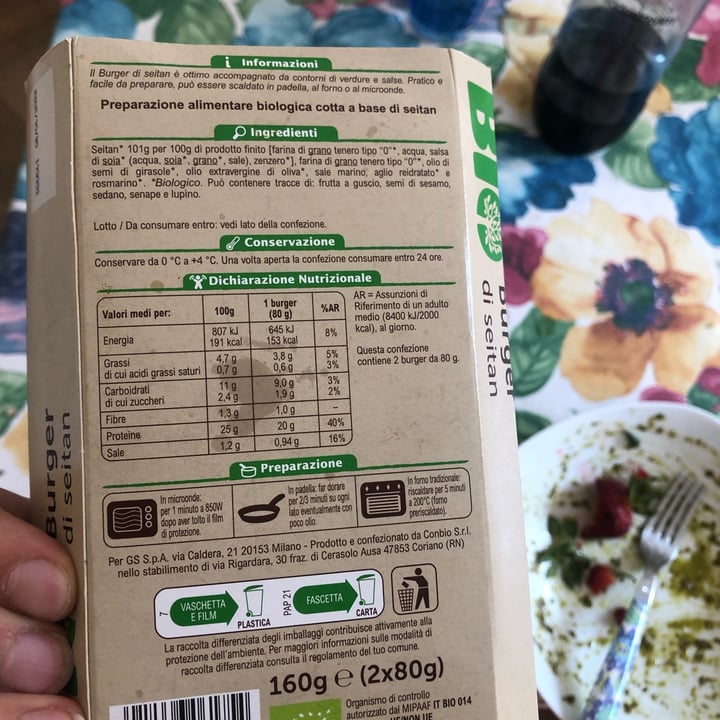 i Informazioni
Il Burger di seitan è ottimo accompagnato da contorni di verdure e salse. Pratico e
facile da preparare, può essere scaldato in padella, al forno o al microonde.
Preparazione alimentare biologica cotta a base di seitan
Ingredienti
Seitan* 101g per 100g di prodotto finito [farina di grano tenero tipo "0"*, acqua, salsa
di soia* (acqua, soia*, grano*, sale), zenzero*], farina di grano tenero tipo "0"*, olio di
semi di girasole*, olio extravergine di oliva*, sale marino, aglio reidratato* e
rosmarino*. *Biologico. Può contenere tracce di: frutta a guscio, semi di sesamo,
sedano, senape e lupino.
Lotto / Da consumare entro: vedi lato della confezione.
Conservazione
Conservare da 0 °C a +4 °C. Una volta aperta la confezione consumare entro 24 ore.
Dichiarazione Nutrizionale
Valori medi per: 100g 1 burger (80 g) %AR
Energia 807 kJ 191 kcal 645 kJ 153 kcal 8%
Grassi 4,7 g 3,8 g 5%
di cui acidi grassi saturi 0,7 g 0,6 g 3%
Carboidrati 11 g 9,0 g 3%
di cui zuccheri 2,4 g 1,9 g 2%
Fibre 1,3 g 1,0 g –
Proteine 25 g 20 g 40%
Sale 1,2 g 0,94 g 16%
AR = Assunzioni di
Riferimento di un adulto
medio (8400 kJ/2000
kcal), al giorno.
Questa confezione
contiene 2 burger da 80 g.
Preparazione
In microonde:
per 1 minuto a 850W
dopo aver tolto il film
di protezione.
In padella: far dorare
per 2/3 minuti su ogni
lato eventualmente con
poco olio.
In forno tradizionale:
riscaldare per 5 minuti
a 200°C (forno
preriscaldato).
Per GS S.p.A. via Caldera, 21 20153 Milano - Prodotto e confezionato da Conbio S.r.l.
nello stabilimento di via Rigardara, 30 fraz. di Cerasolo Ausa 47853 Coriano (RN)
7 VASCHETTA
E FILM
PLASTICA
PAP 21
FASCETTA
CARTA
La raccolta differenziata degli imballaggi contribuisce attivamente alla
protezione dell'ambiente. Per maggiori informazioni sulle modalità di
raccolta differenziata consulta il regolamento del tuo comune.
160g e (2x80g)
Organismo di controllo
autorizzato dal MIPAAF IT BIO 014
Burger
di seitan
BIO
Burger
di seitan